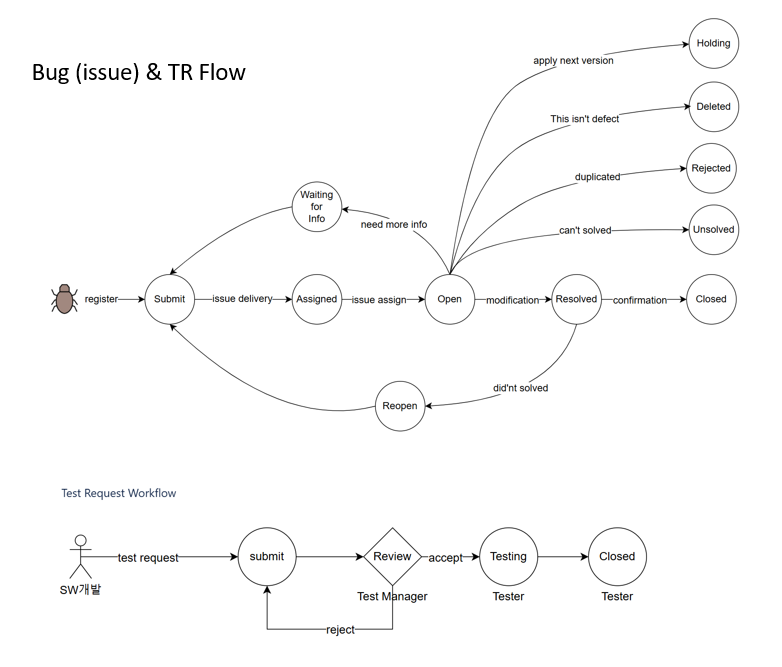 Bug (issue) & TR Flow
Holding
apply next version
Deleted
This isn't defect
Rejected
duplicated
Waiting
for
Info
need more info
can't solved
Unsolved
register
Submit
issue delivery
Assigned
issue assign
Open
modification
Resolved
confirmation
Closed
did'nt solved
Reopen
Test Request Workflow
test request
submit
Review
accept
Testing
Closed
SW개발
Test Manager
Tester
Tester
reject